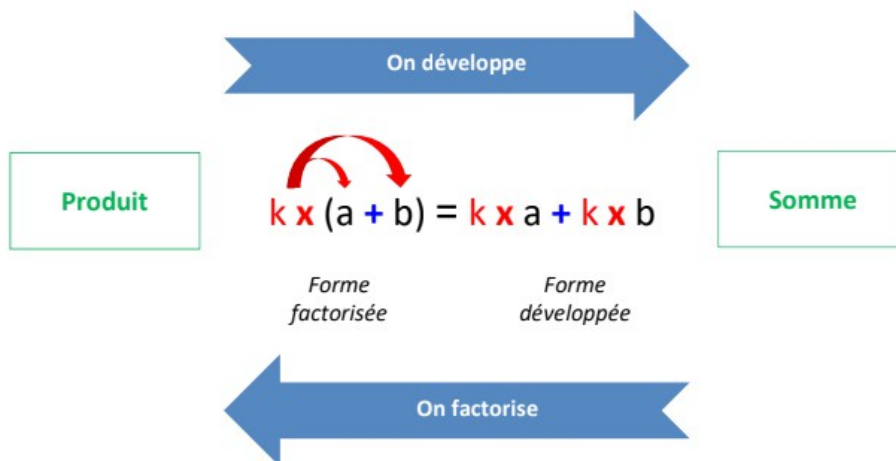 On développe
Produit
k x (a + b) = k x a + k x b
Somme
Forme
factorisée
Forme
développée
On factorise